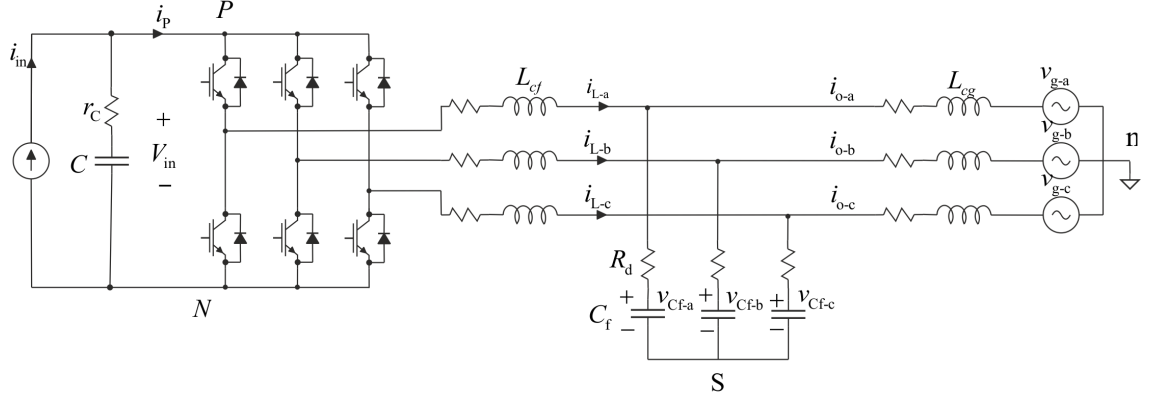 P
i_P
i_in
r_C
+
C
V_in
−
N
L_cf
i_L-a
i_L-b
i_L-c
i_o-a
i_o-b
i_o-c
L_cg
v_g-a
v_g-b
v_g-c
n
R_d
C_f
+ v_Cf-a + v_Cf-b + v_Cf-c
− − −
S